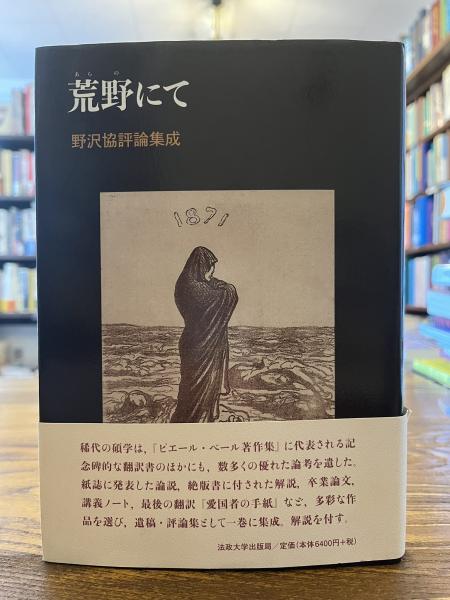 あらの
荒野にて
野沢協評論集成
1871
稀代の碩学は、『ピエール・ベール著作集』に代表される記
念碑的な翻訳書のほかにも、数多くの優れた論考を遺した。
紙誌に発表した論説、絶版書に付された解説、卒業論文、
講義ノート、最後の翻訳『愛国者の手紙』など、多彩な作
品を選び、遺稿・評論集として一巻に集成。解説を付す。
法政大学出版局/定価(本体6400円+税)